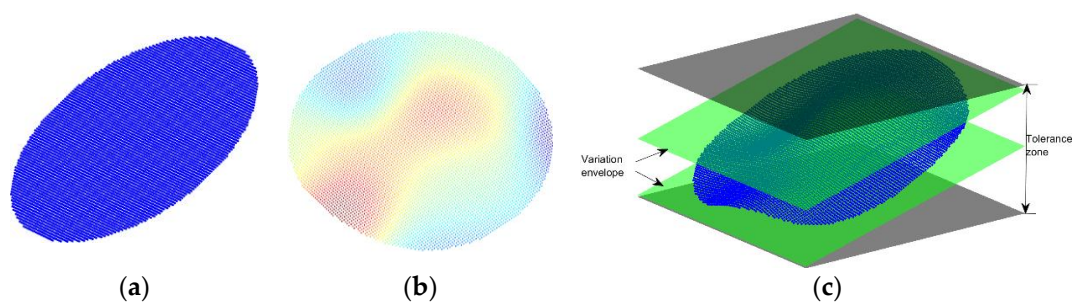 Variation
envelope
Tolerance
zone
(a)
(b)
(c)